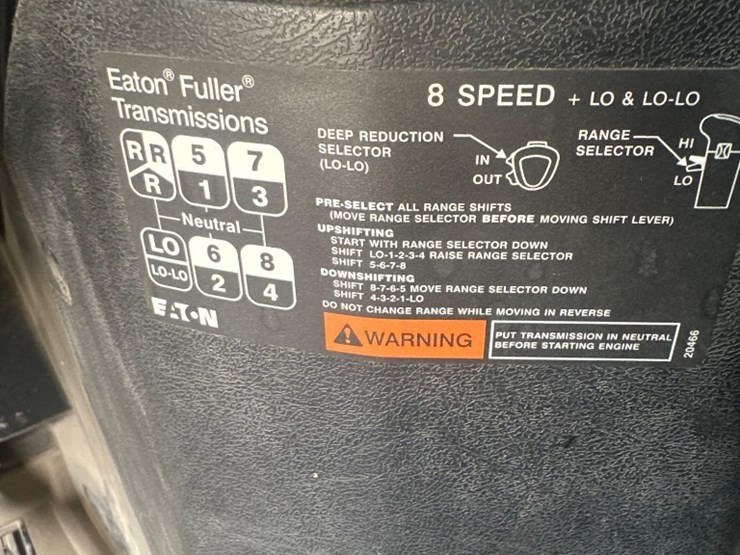 Eaton® Fuller®
Transmissions
8 SPEED + LO & LO-LO
R R 5 7
R 1 3
Neutral
LO 6 8
LO-LO 2 4
EATON
DEEP REDUCTION
SELECTOR
(LO-LO)
IN
OUT
RANGE
SELECTOR
HI
LO
PRE-SELECT ALL RANGE SHIFTS
(MOVE RANGE SELECTOR BEFORE MOVING SHIFT LEVER)
UPSHIFTING
START WITH RANGE SELECTOR DOWN
SHIFT LO-1-2-3-4 RAISE RANGE SELECTOR
SHIFT 5-6-7-8
DOWNSHIFTING
SHIFT 8-7-6-5 MOVE RANGE SELECTOR DOWN
SHIFT 4-3-2-1-LO
DO NOT CHANGE RANGE WHILE MOVING IN REVERSE
WARNING
PUT TRANSMISSION IN NEUTRAL
BEFORE STARTING ENGINE
20499